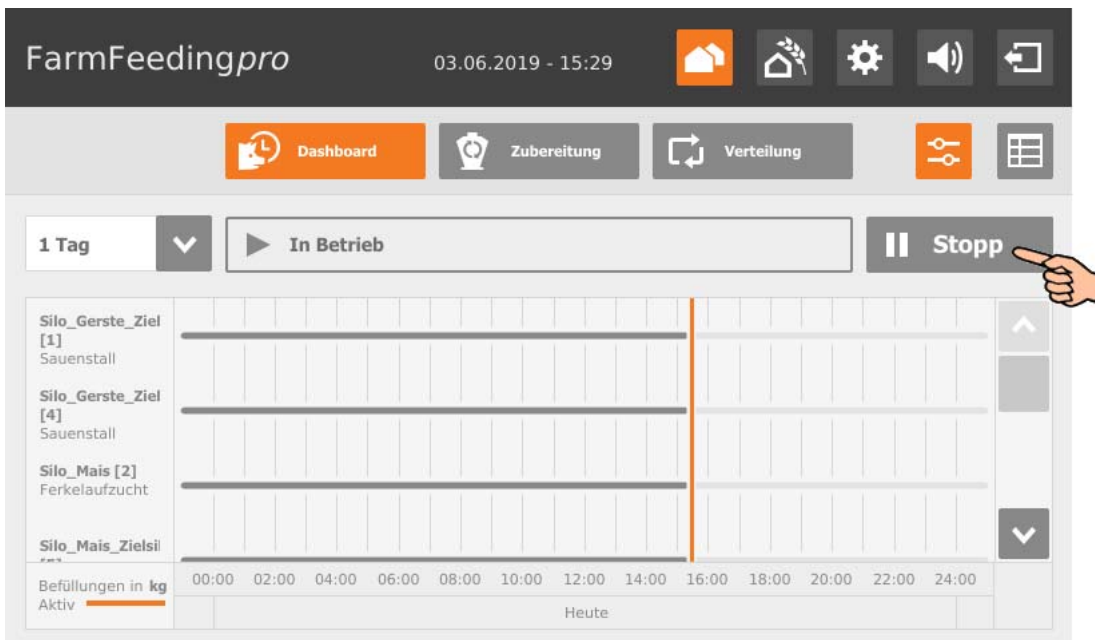 FarmFeedingpro
03.06.2019 - 15:29
Dashboard
Zubereitung
Verteilung
1 Tag
In Betrieb
Stopp
Silo_Gerste_Ziel
[1]
Sauenstall
Silo_Gerste_Ziel
[4]
Sauenstall
Silo_Mais [2]
Ferkelaufzucht
Silo_Mais_Zielsil
Befüllungen in kg
Aktiv
00:00 02:00 04:00 06:00 08:00 10:00 12:00 14:00 16:00 18:00 20:00 22:00 24:00
Heute